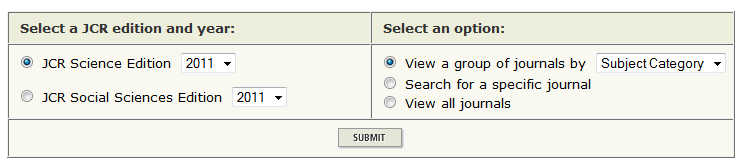 Select a JCR edition and year:
JCR Science Edition 2011
JCR Social Sciences Edition 2011
Select an option:
View a group of journals by Subject Category
Search for a specific journal
View all journals
SUBMIT